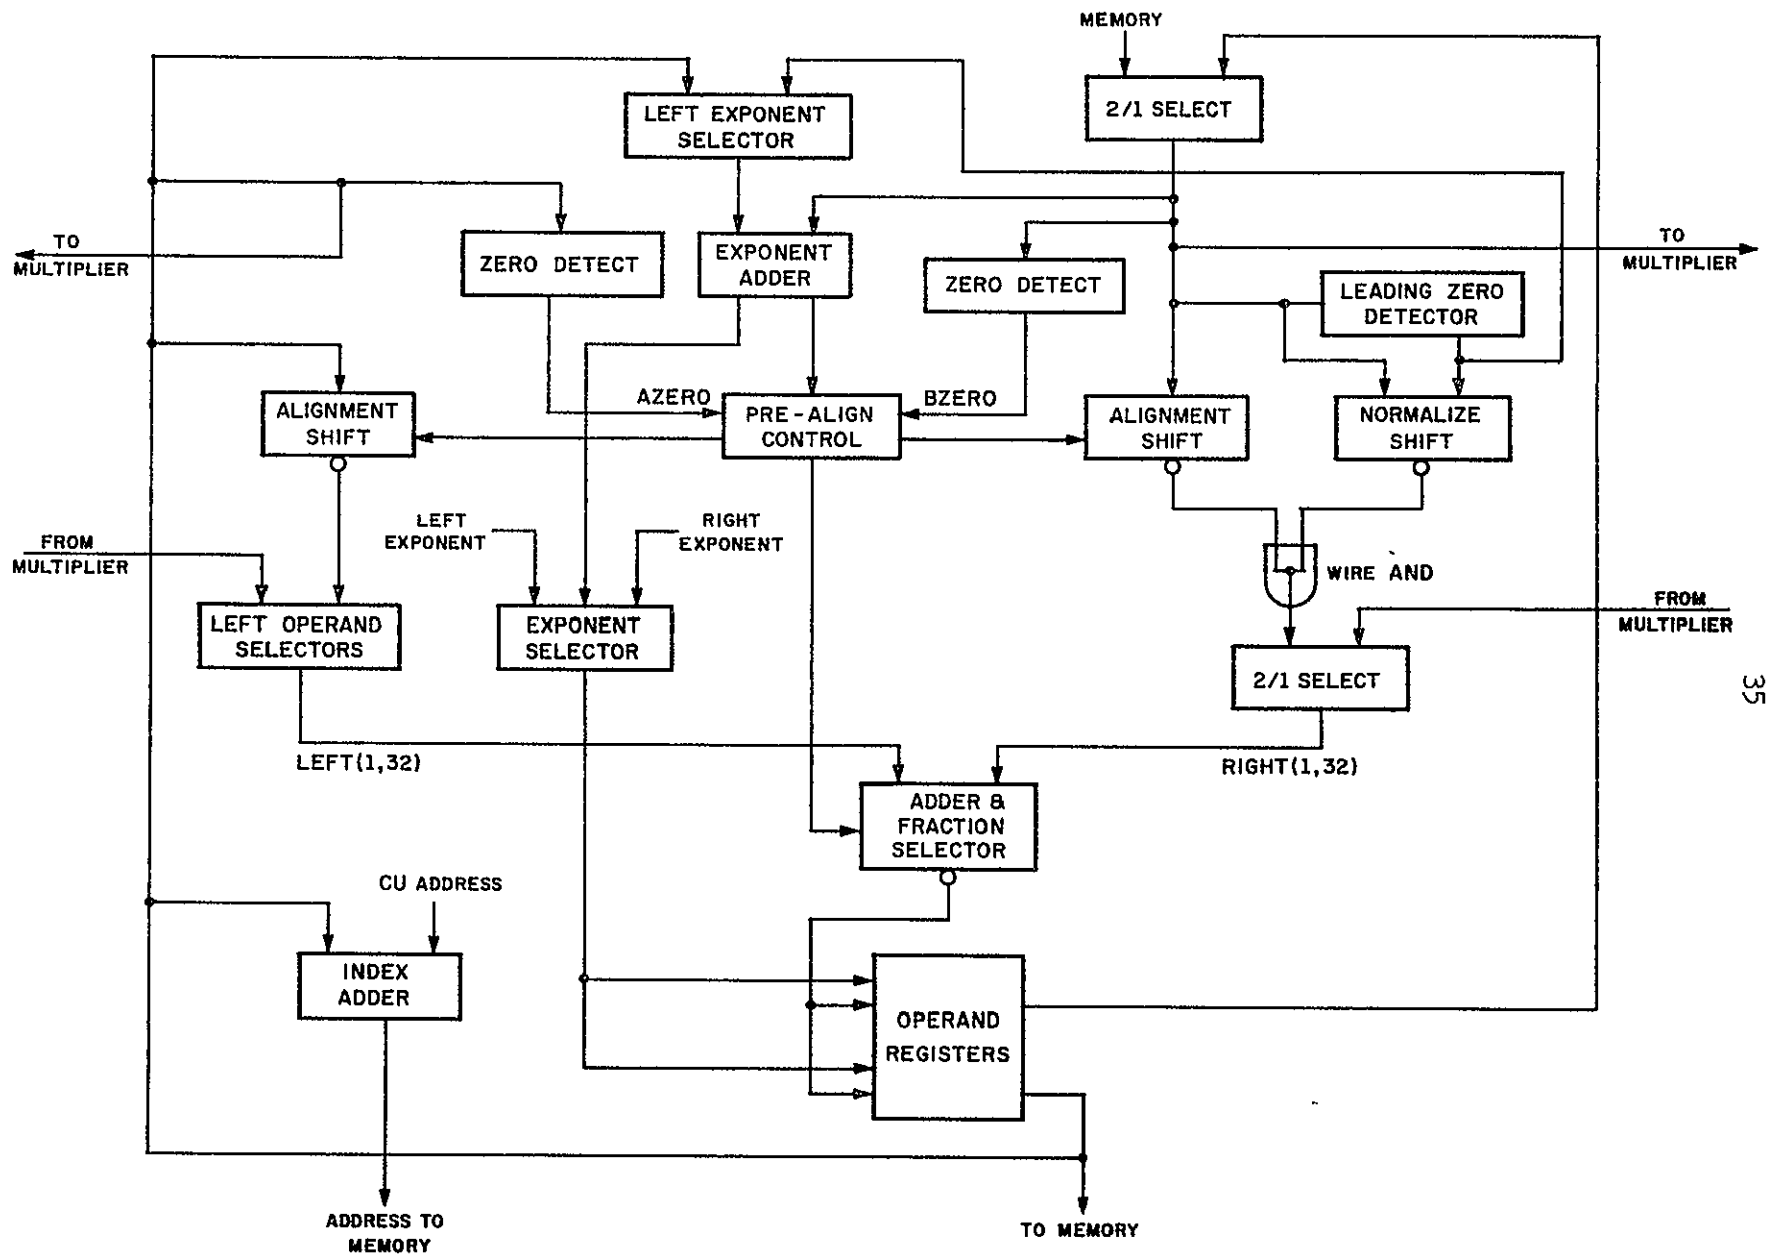 MEMORY
2/1 SELECT
LEFT EXPONENT
SELECTOR
TO
MULTIPLIER
ZERO DETECT
EXPONENT
ADDER
ZERO DETECT
TO
MULTIPLIER
LEADING ZERO
DETECTOR
ALIGNMENT
SHIFT
AZERO
PRE-ALIGN
CONTROL
BZERO
ALIGNMENT
SHIFT
NORMALIZE
SHIFT
LEFT
EXPONENT
RIGHT
EXPONENT
FROM
MULTIPLIER
WIRE AND
FROM
MULTIPLIER
LEFT OPERAND
SELECTORS
EXPONENT
SELECTOR
2/1 SELECT
35
LEFT(1,32)
RIGHT(1,32)
ADDER &
FRACTION
SELECTOR
CU ADDRESS
INDEX
ADDER
OPERAND
REGISTERS
ADDRESS TO
MEMORY
TO MEMORY